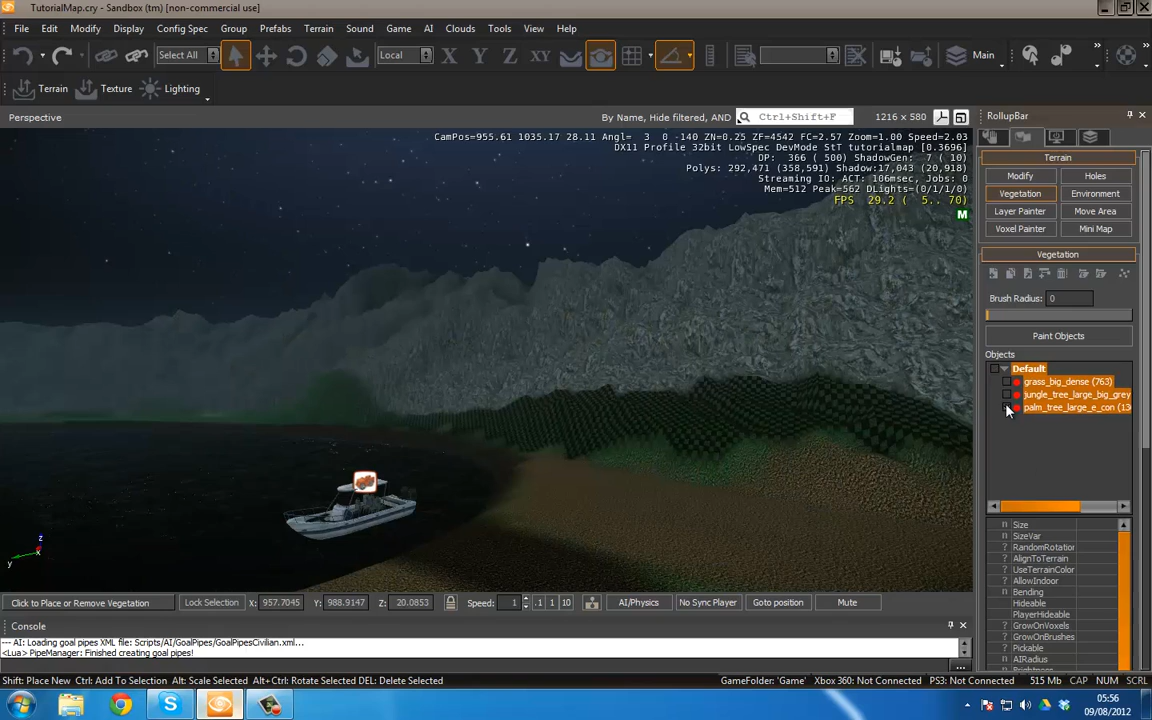 TutorialMap.cry - Sandbox (tm) [non-commercial use]
File Edit Modify Display Config Spec Group Prefabs Terrain Sound Game AI Clouds Tools View Help
Select All Local X Y Z XY Main
Terrain Texture Lighting
Perspective By Name, Hide filtered, AND Ctrl+Shift+F 1216 x 580
CamPos=955.61 1035.17 28.11 Angl= 3 0 -140 ZN=0.25 ZF=4542 FC=2.57 Zoom=1.00 Speed=2.03
DX11 Profile 32bit LowSpec DevMode StT tutorialmap [0.3696]
DP: 366 ( 500) ShadowGen: 7 ( 10)
Polys: 292,471 (358,591) Shadow:17,043 (20,918)
Streaming IO: ACT: 106msec, Jobs: 0
Mem=512 Peak=562 DLights=(0/1/1/0)
FPS 29.2 ( 5.. 70)
M
z
y
x
RollupBar
Terrain
Modify Holes
Vegetation Environment
Layer Painter Move Area
Voxel Painter Mini Map
Vegetation
Brush Radius: 0
Paint Objects
Objects
Default
grass_big_dense (763)
jungle_tree_large_big_grey
palm_tree_large_e_con (13
n Size
n SizeVar
? RandomRotatior
? AlignToTerrain
? UseTerrainColor
? AllowIndoor
n Bending
Hideable
PlayerHideable
? GrowOnVoxels
? GrowOnBrushes
? Pickable
n AIRadius
n Brightness
Click to Place or Remove Vegetation Lock Selection X: 957.7045 Y: 988.9147 Z: 20.0853 Speed: 1 .1 1 10 AI/Physics No Sync Player Goto position Mute
Console
--- AI: Loading goal pipes XML file: Scripts/AI/GoalPipes/GoalPipesCivilian.xml...
<Lua> PipeManager: Finished creating goal pipes!
...
Shift: Place New Ctrl: Add To Selection Alt: Scale Selected Alt+Ctrl: Rotate Selected DEL: Delete Selected GameFolder: 'Game' Xbox 360: Not Connected PS3: Not Connected 515 Mb CAP NUM SCRL
05:56
09/08/2012